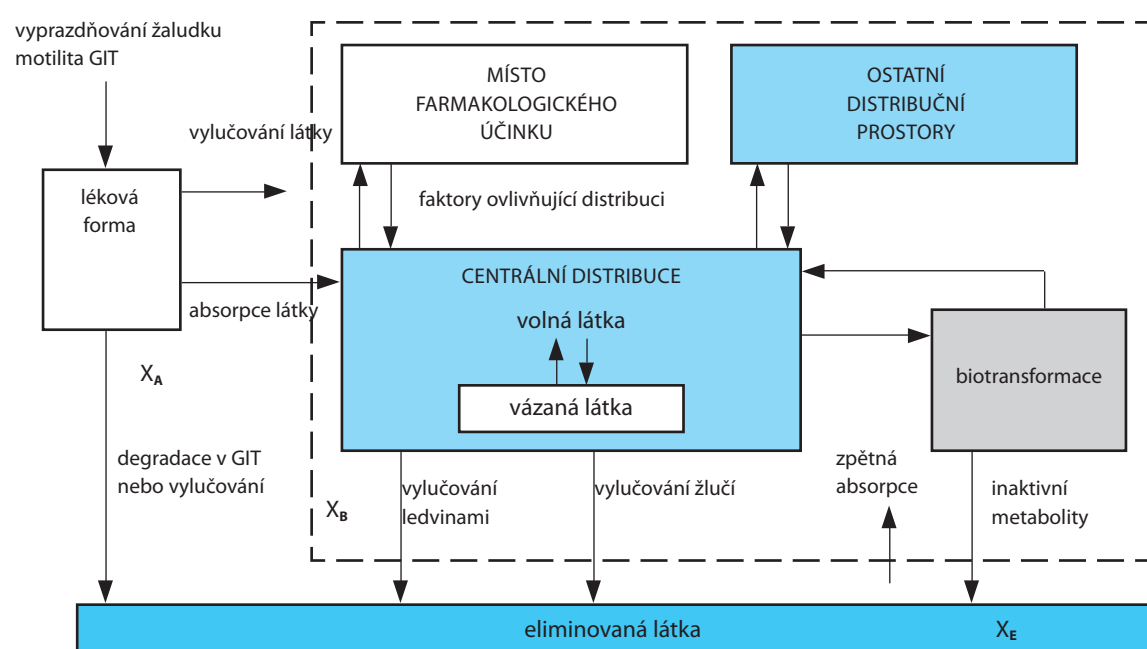 vyprazdňování žaludku
motilita GIT
MÍSTO
FARMAKOLOGICKÉHO
ÚČINKU
OSTATNÍ
DISTRIBUČNÍ
PROSTORY
vylučování látky
léková
forma
faktory ovlivňující distribuci
absorpce látky
CENTRÁLNÍ DISTRIBUCE
volná látka
vázaná látka
biotransformace
XA
degradace v GIT
nebo vylučování
XB
vylučování
ledvinami
vylučování žlučí
zpětná
absorpce
inaktivní
metabolity
eliminovaná látka
XE